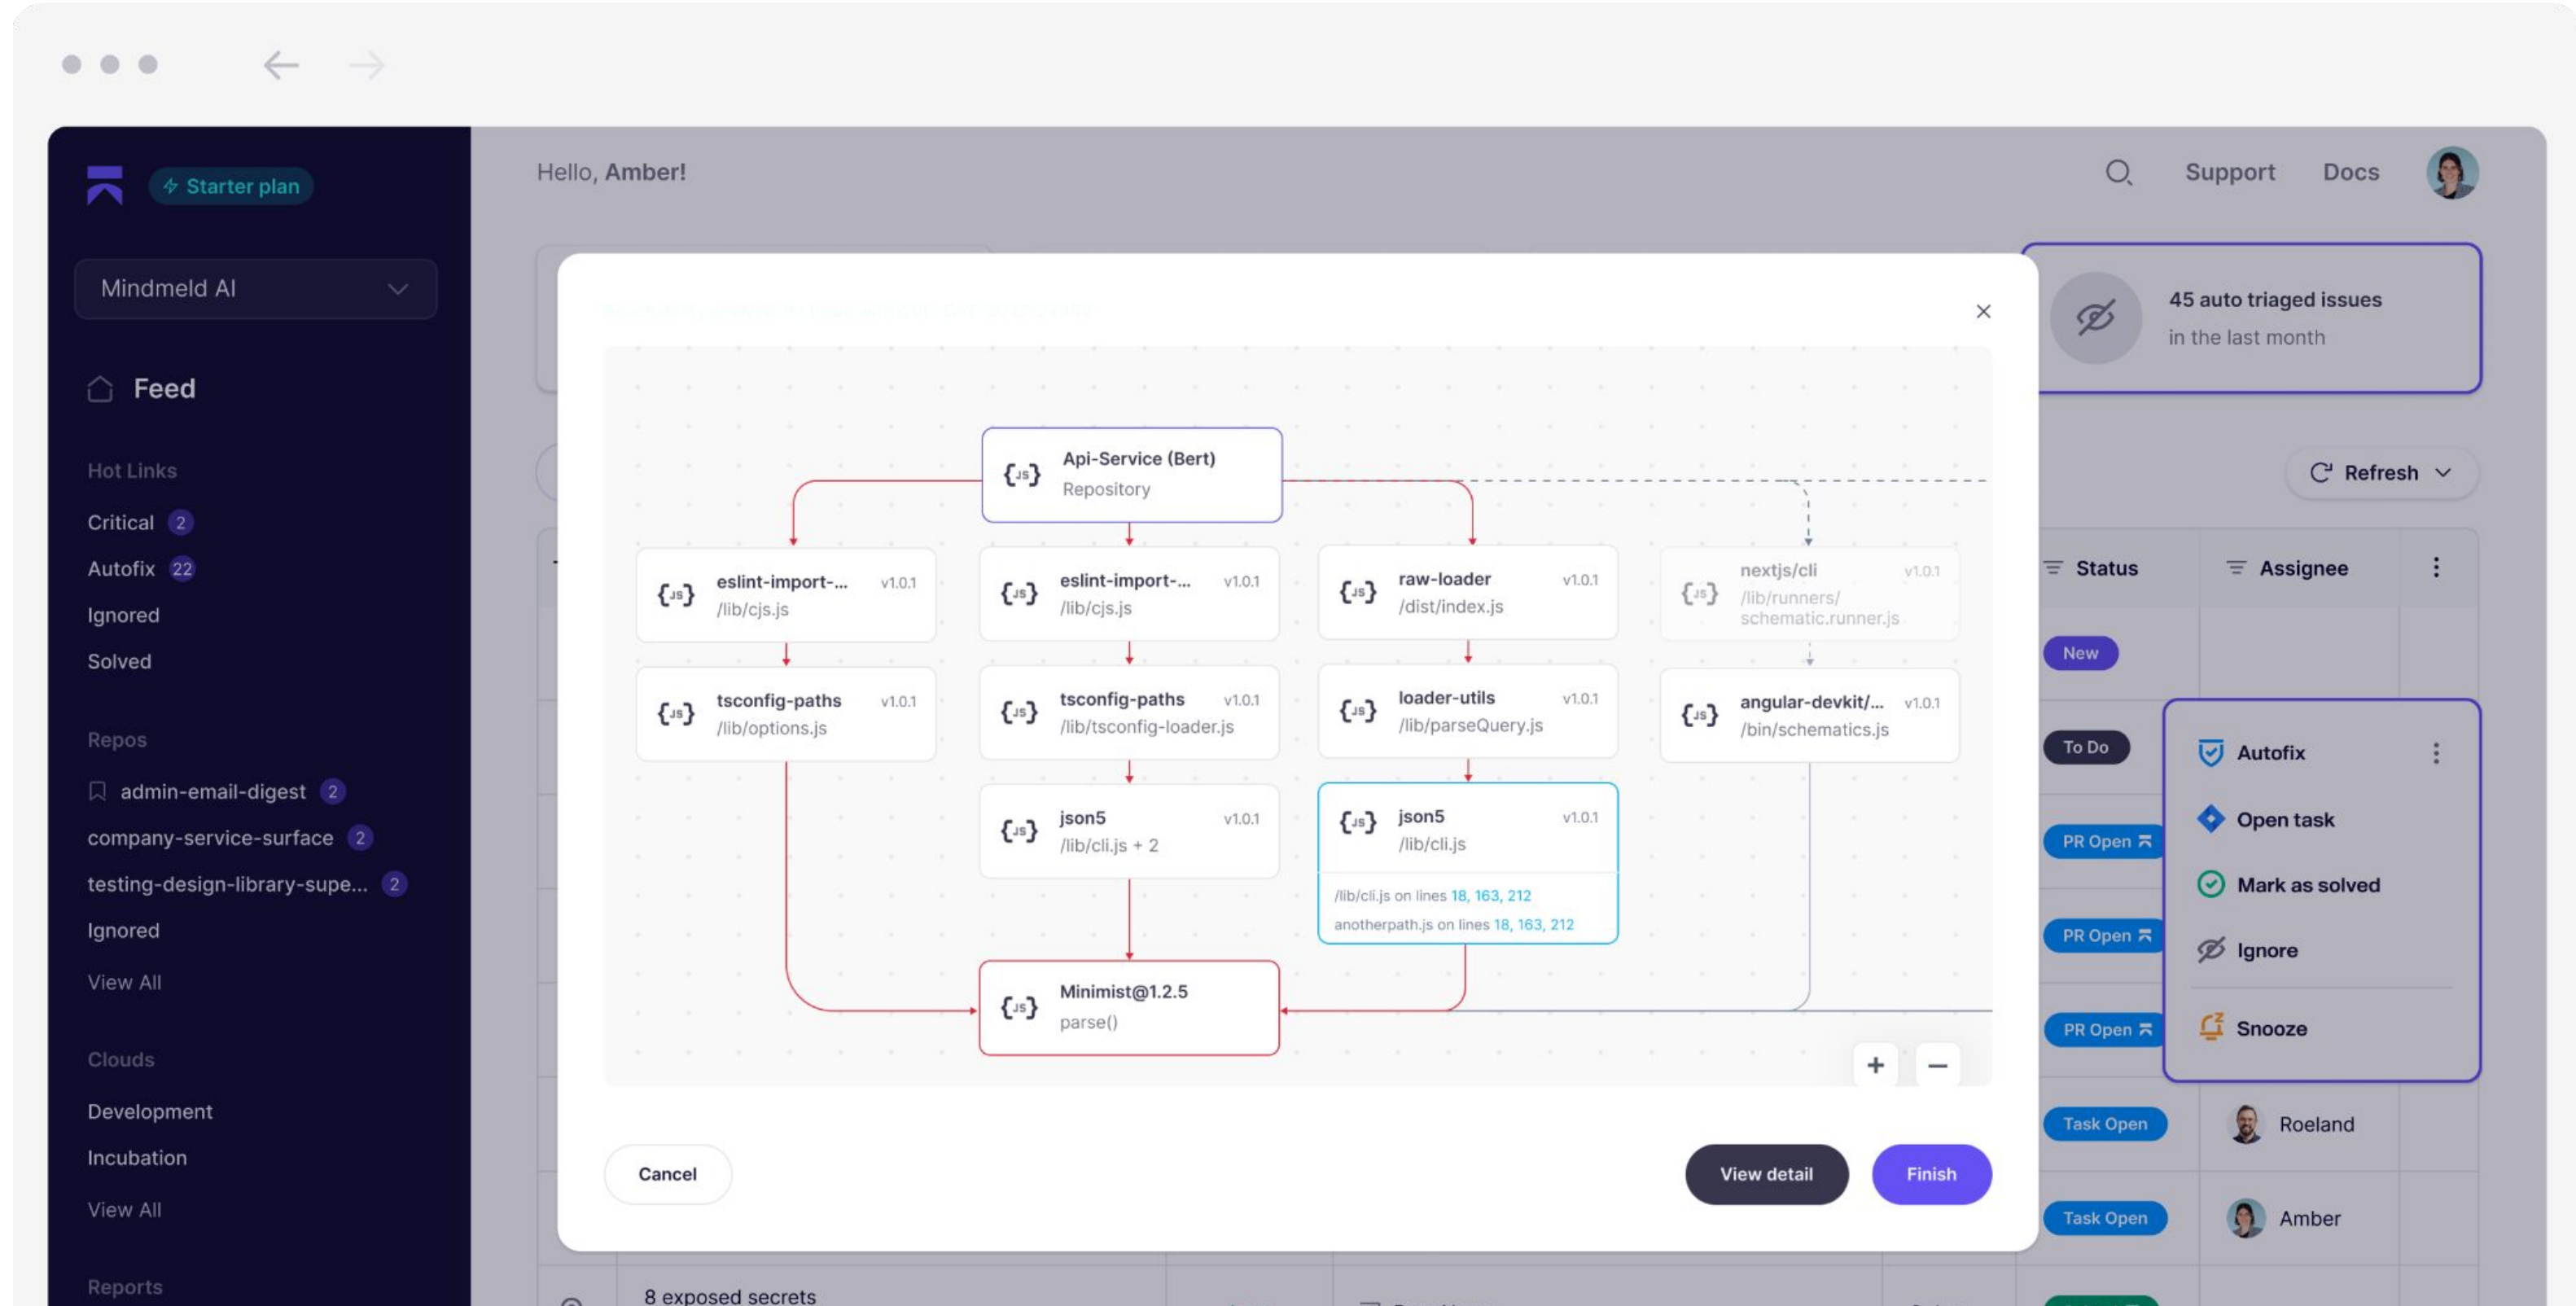 Starter plan
Hello, Amber!
Support
Docs
Mindmeld AI
45 auto triaged issues
in the last month
Feed
Hot Links
Critical 2
Autofix 22
Ignored
Solved
Repos
admin-email-digest 2
company-service-surface 2
testing-design-library-supe... 2
Ignored
View All
Clouds
Development
Incubation
View All
Reports
Api-Service (Bert)
Repository
eslint-import-... v1.0.1
/lib/cjs.js
eslint-import-... v1.0.1
/lib/cjs.js
raw-loader v1.0.1
/dist/index.js
nextjs/cli v1.0.1
/lib/runners/
schematic.runner.js
tsconfig-paths v1.0.1
/lib/options.js
tsconfig-paths v1.0.1
/lib/tsconfig-loader.js
loader-utils v1.0.1
/lib/parseQuery.js
angular-devkit/... v1.0.1
/bin/schematics.js
json5 v1.0.1
/lib/cli.js + 2
json5 v1.0.1
/lib/cli.js
/lib/cli.js on lines 18, 163, 212
anotherpath.js on lines 18, 163, 212
Minimist@1.2.5
parse()
Cancel
View detail
Finish
Refresh
Status
Assignee
New
To Do
PR Open
PR Open
PR Open
Task Open
Task Open
Autofix
Open task
Mark as solved
Ignore
Snooze
Roeland
Amber
8 exposed secrets